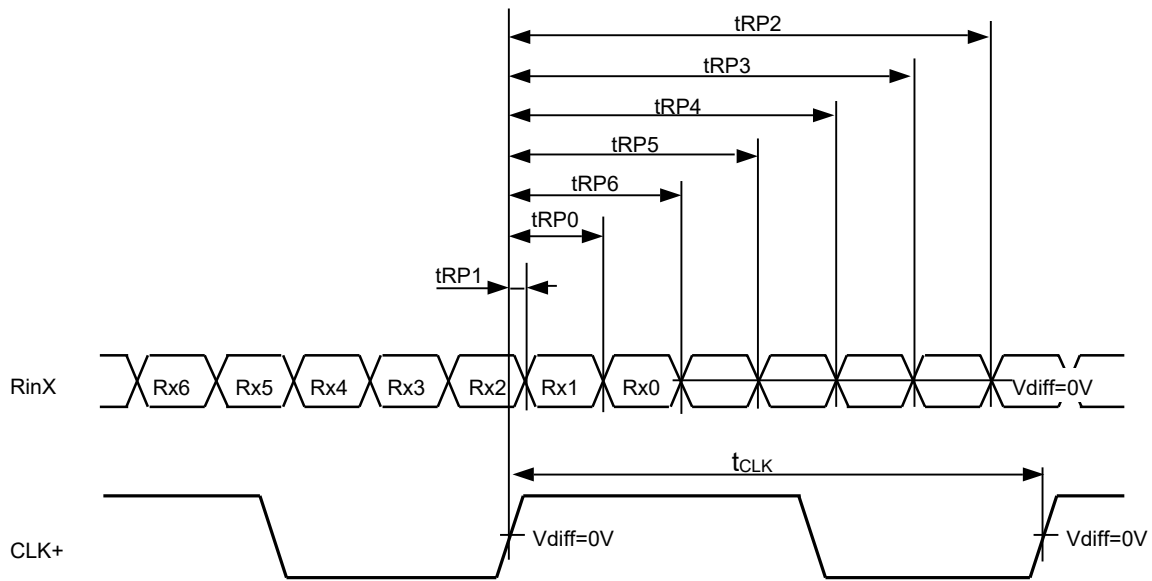 tRP2
tRP3
tRP4
tRP5
tRP6
tRP0
tRP1
RinX Rx6 Rx5 Rx4 Rx3 Rx2 Rx1 Rx0 Vdiff=0V
tCLK
CLK+ Vdiff=0V Vdiff=0V